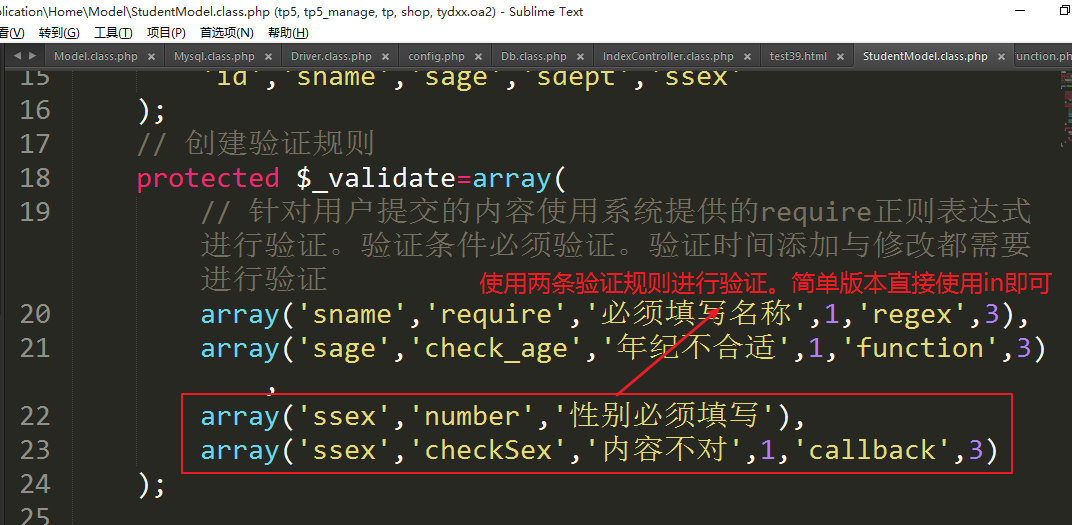 plication\Home\Model\StudentModel.class.php (tp5, tp5_manage, tp, shop, tydxx.oa2) - Sublime Text
看(V) 转到(G) 工具(T) 项目(P) 首选项(N) 帮助(H)
Model.class.php Mysql.class.php Driver.class.php config.php Db.class.php IndexController.class.php test39.html StudentModel.class.php unction.ph
15 'id','sname','sage','sdept','ssex'
16 );
17 // 创建验证规则
18 protected $_validate=array(
19 // 针对用户提交的内容使用系统提供的require正则表达式
进行验证。验证条件必须验证。验证时间添加与修改都需要
进行验证
使用两条验证规则进行验证。简单版本直接使用in即可
20 array('sname','require','必须填写名称',1,'regex',3),
21 array('sage','check_age','年纪不合适',1,'function',3)
,
22 array('ssex','number','性别必须填写'),
23 array('ssex','checkSex','内容不对',1,'callback',3)
24 );
25